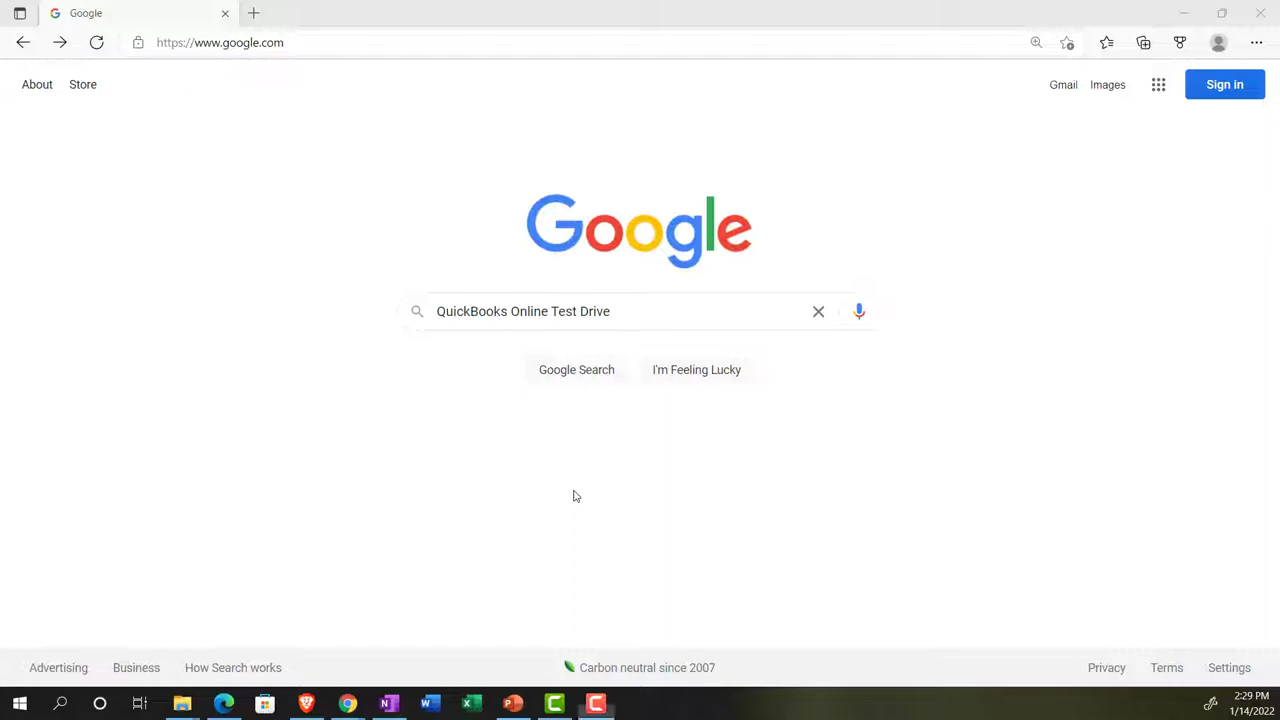 Google
https://www.google.com
About Store
Gmail Images Sign in
Google
QuickBooks Online Test Drive
Google Search I'm Feeling Lucky
Advertising Business How Search works Carbon neutral since 2007 Privacy Terms Settings
2:29 PM
1/14/2022